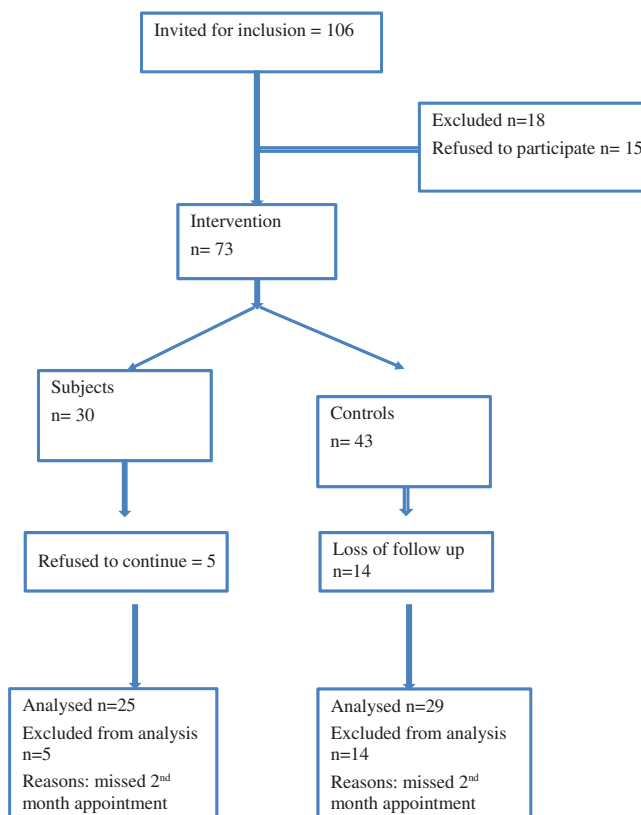 Invited for inclusion = 106
Excluded n=18
Refused to participate n= 15
Intervention
n= 73
Subjects
n= 30
Controls
n= 43
Refused to continue = 5
Loss of follow up
n=14
Analysed n=25
Excluded from analysis
n=5
Reasons: missed 2nd
month appointment
Analysed n=29
Excluded from analysis
n=14
Reasons: missed 2nd
month appointment